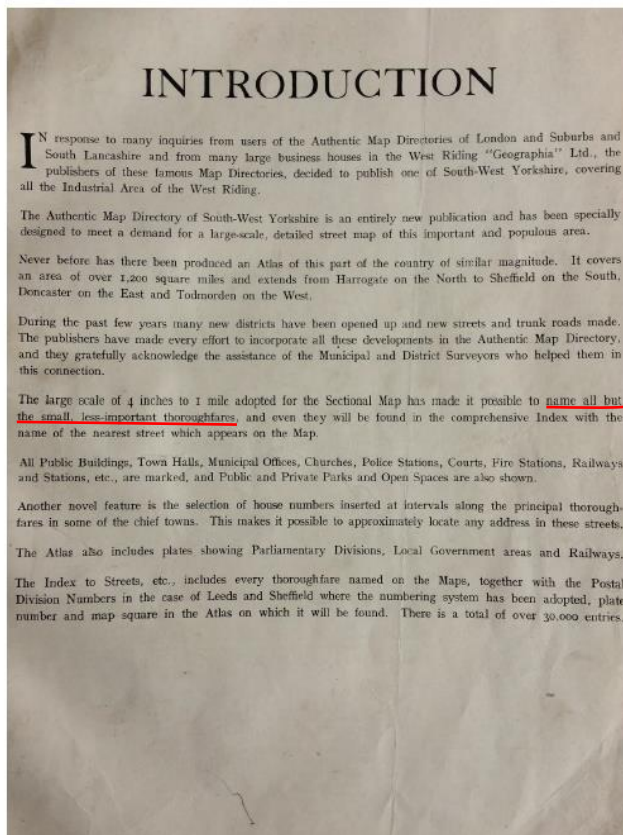 INTRODUCTION
IN response to many inquiries from users of the Authentic Map Directories of London and Suburbs and
South Lancashire and from many large business houses in the West Riding "Geographia" Ltd., the
publishers of these famous Map Directories, decided to publish one of South-West Yorkshire, covering
all the Industrial Area of the West Riding.
The Authentic Map Directory of South-West Yorkshire is an entirely new publication and has been specially
designed to meet a demand for a large-scale, detailed street map of this important and populous area.
Never before has there been produced an Atlas of this part of the country of similar magnitude. It covers
an area of over 1,200 square miles and extends from Harrogate on the North to Sheffield on the South,
Doncaster on the East and Todmorden on the West.
During the past few years many new districts have been opened up and new streets and trunk roads made.
The publishers have made every effort to incorporate all these developments in the Authentic Map Directory,
and they gratefully acknowledge the assistance of the Municipal and District Surveyors who helped them in
this connection.
The large scale of 4 inches to 1 mile adopted for the Sectional Map has made it possible to name all but
the small, less-important thoroughfares, and even they will be found in the comprehensive Index with the
name of the nearest street which appears on the Map.
All Public Buildings, Town Halls, Municipal Offices, Churches, Police Stations, Courts, Fire Stations, Railways
and Stations, etc., are marked, and Public and Private Parks and Open Spaces are also shown.
Another novel feature is the selection of house numbers inserted at intervals along the principal thorough-
fares in some of the chief towns. This makes it possible to approximately locate any address in these streets.
The Atlas also includes plates showing Parliamentary Divisions, Local Government areas and Railways.
The Index to Streets, etc., includes every thoroughfare named on the Maps, together with the Postal
Division Numbers in the case of Leeds and Sheffield where the numbering system has been adopted, plate
number and map square in the Atlas on which it will be found. There is a total of over 30,000 entries.